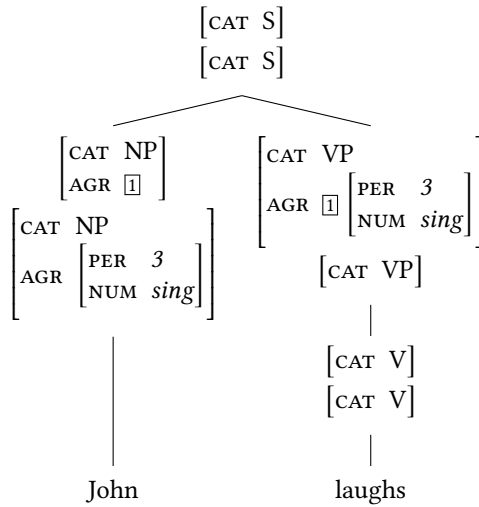 [CAT S]
[CAT S]
[CAT NP
AGR 1]
[CAT NP
AGR [PER 3
NUM sing]]
[CAT VP
AGR 1 [PER 3
NUM sing]]
[CAT VP]
[CAT V]
[CAT V]
John
laughs